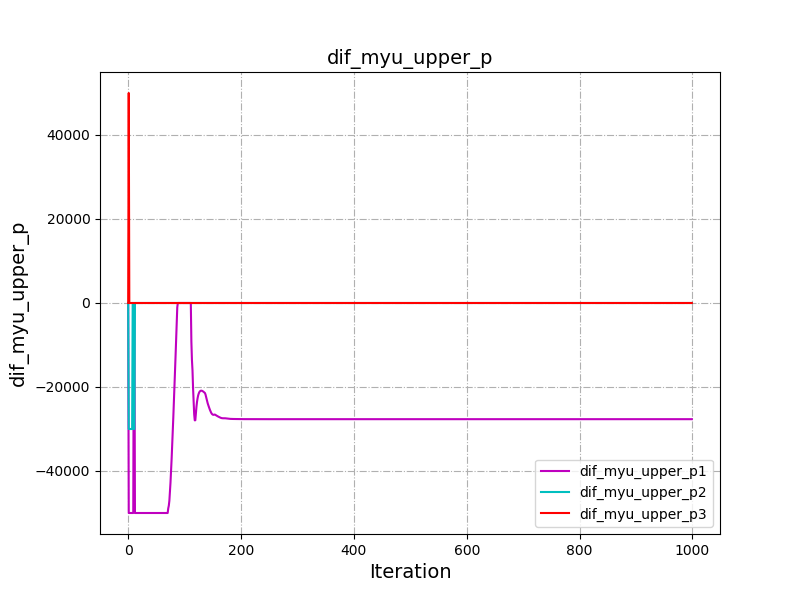 dif_myu_upper_p
dif_myu_upper_p
40000
20000
0
−20000
−40000
0 200 400 600 800 1000
Iteration
dif_myu_upper_p1
dif_myu_upper_p2
dif_myu_upper_p3